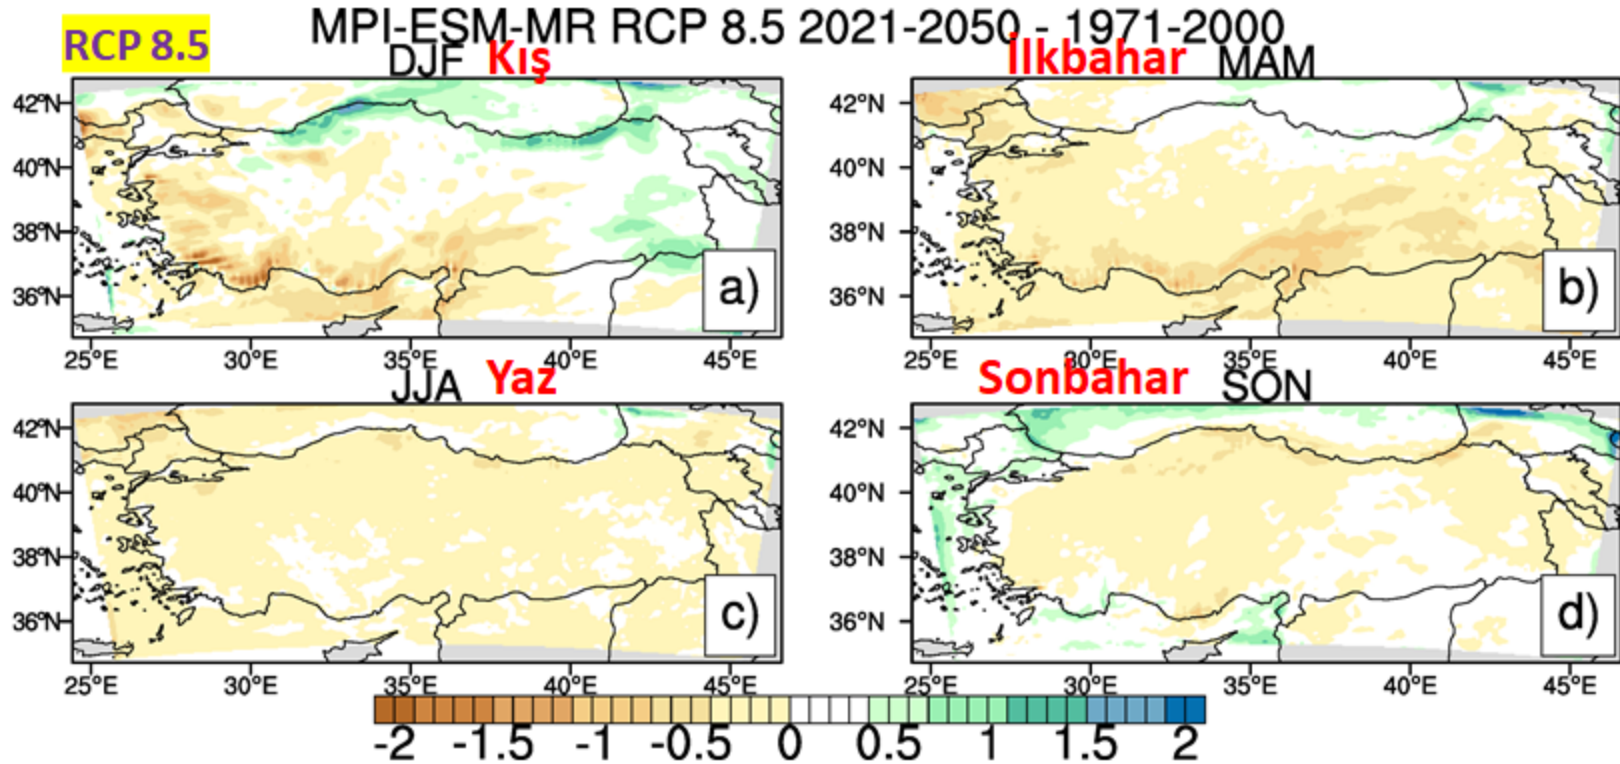 MPI-ESM-MR RCP 8.5 2021-2050 - 1971-2000
RCP 8.5
DJF Kış
İlkbahar MAM
42°N
40°N
38°N
36°N
a)
25°E 30°E 35°E 40°E 45°E
42°N
40°N
38°N
36°N
b)
25°E 30°E 35°E 40°E 45°E
JJA Yaz
Sonbahar SON
42°N
40°N
38°N
36°N
c)
25°E 30°E 35°E 40°E 45°E
42°N
40°N
38°N
36°N
d)
25°E 30°E 35°E 40°E 45°E
-2 -1.5 -1 -0.5 0 0.5 1 1.5 2